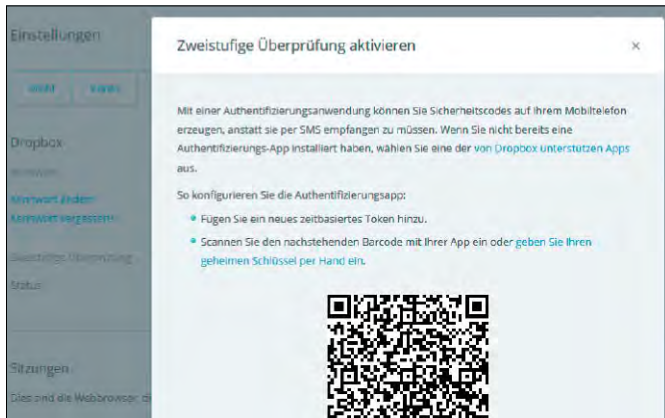 Einstellungen
Zweistufige Überprüfung aktivieren
×
Mit einer Authentifizierungsanwendung können Sie Sicherheitscodes auf Ihrem Mobiltelefon
erzeugen, anstatt sie per SMS empfangen zu müssen. Wenn Sie nicht bereits eine
Authentifizierungs-App installiert haben, wählen Sie eine der von Dropbox unterstützen Apps
aus.
So konfigurieren Sie die Authentifizierungsapp:
Fügen Sie ein neues zeitbasiertes Token hinzu.
Scannen Sie den nachstehenden Barcode mit Ihrer App ein oder geben Sie Ihren
geheimen Schlüssel per Hand ein.
Dropbox
Kennwort ändern
Kennwort vergessen?
Zweistufige Überprüfung
Status
Sitzungen
Dies sind die Webbrowser, di